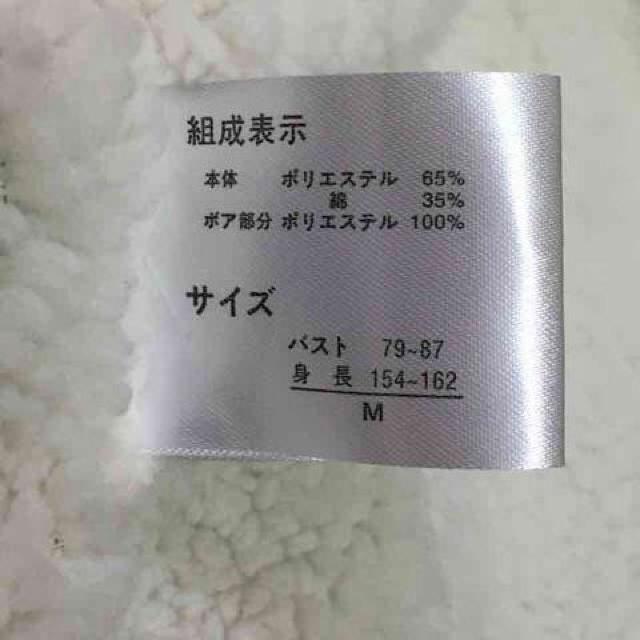 組成表示
本体 ポリエステル 65%
綿 35%
ボア部分 ポリエステル 100%
サイズ
バスト 79~87
身長 154~162
M